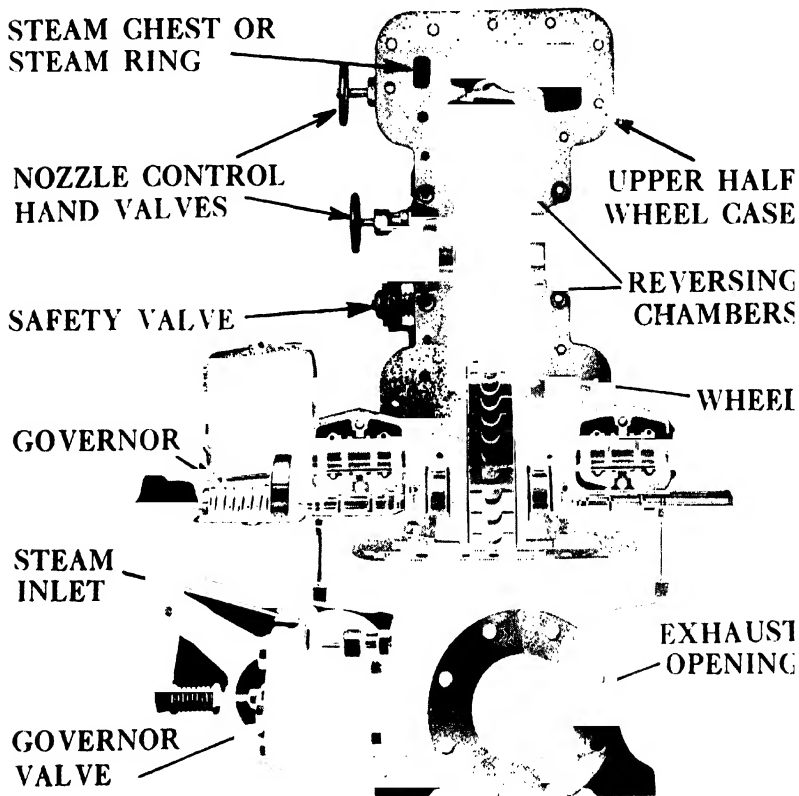 STEAM CHEST OR
STEAM RING
NOZZLE CONTROL
HAND VALVES
UPPER HALF
WHEEL CASE
REVERSING
CHAMBERS
SAFETY VALVE
WHEEL
GOVERNOR
STEAM
INLET
EXHAUST
OPENING
GOVERNOR
VALVE